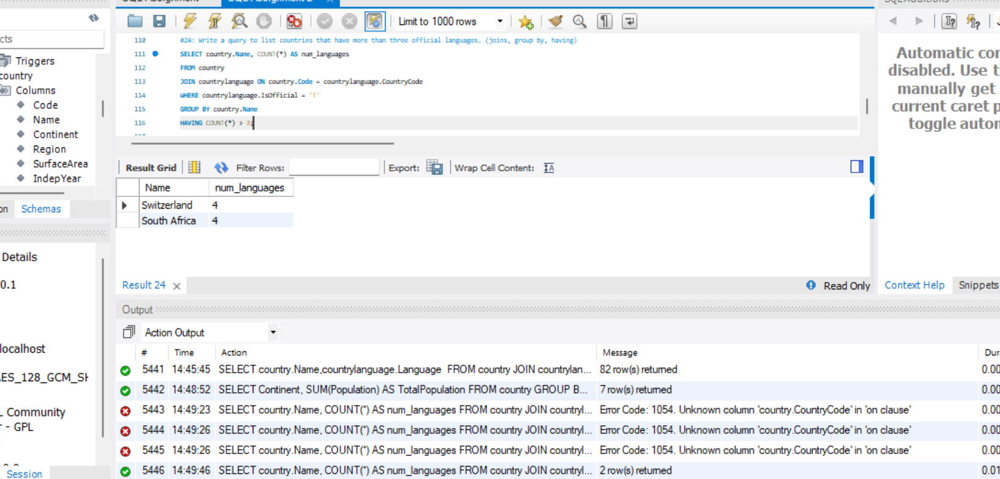 SQL Assignment
Limit to 1000 rows
cts
Triggers
country
Columns
Code
Name
Continent
Region
SurfaceArea
IndepYear
on Schemas
Details
0.1
localhost
AES_128_GCM_SH
L Community
r - GPL
Session
110 #24: Write a query to list countries that have more than three official languages. (joins, group by, having)
111 SELECT country.Name, COUNT(*) AS num_languages
112 FROM country
113 JOIN countrylanguage ON country.Code = countrylanguage.CountryCode
114 WHERE countrylanguage.IsOfficial = 'T'
115 GROUP BY country.Name
116 HAVING COUNT(*) > 3;
Result Grid Filter Rows: Export: Wrap Cell Content:
Name num_languages
Switzerland 4
South Africa 4
Result 24 Read Only
Output
Action Output
# Time Action Message Dur
5441 14:45:45 SELECT country.Name,countrylanguage.Language FROM country JOIN countrylan... 82 row(s) returned 0.00
5442 14:48:52 SELECT Continent, SUM(Population) AS TotalPopulation FROM country GROUP B... 7 row(s) returned 0.00
5443 14:49:23 SELECT country.Name, COUNT(*) AS num_languages FROM country JOIN countryl... Error Code: 1054. Unknown column 'country.CountryCode' in 'on clause' 0.00
5444 14:49:26 SELECT country.Name, COUNT(*) AS num_languages FROM country JOIN countryl... Error Code: 1054. Unknown column 'country.CountryCode' in 'on clause' 0.00
5445 14:49:26 SELECT country.Name, COUNT(*) AS num_languages FROM country JOIN countryl... Error Code: 1054. Unknown column 'country.CountryCode' in 'on clause' 0.00
5446 14:49:46 SELECT country.Name, COUNT(*) AS num_languages FROM country JOIN countryl... 2 row(s) returned 0.01
SQLAdditions
Automatic con
disabled. Use t
manually get
current caret p
toggle auton
Context Help Snippets